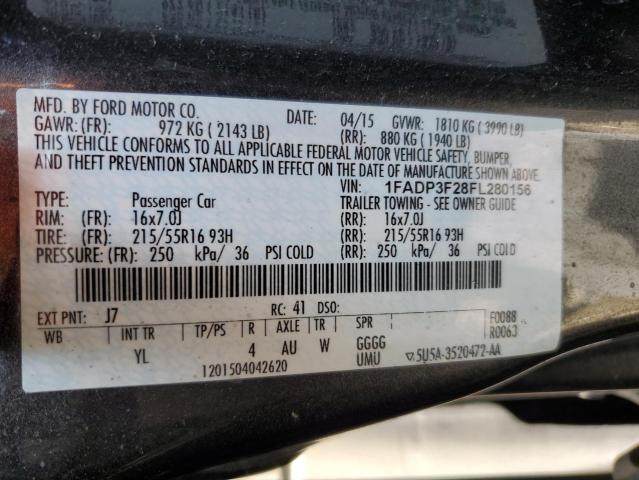 MFD. BY FORD MOTOR CO. DATE: 04/15 GVWR: 1810 KG ( 3990 LB)
GAWR: (FR): 972 KG ( 2143 LB) (RR): 880 KG ( 1940 LB)
THIS VEHICLE CONFORMS TO ALL APPLICABLE FEDERAL MOTOR VEHICLE SAFETY, BUMPER,
AND THEFT PREVENTION STANDARDS IN EFFECT ON THE DATE OF MANUFACTURE SHOWN ABOVE.
VIN: 1FADP3F28FL280156
TYPE: Passenger Car TRAILER TOWING - SEE OWNER GUIDE
RIM: (FR): 16x7.0J (RR): 16x7.0J
TIRE: (FR): 215/55R16 93H (RR): 215/55R16 93H
PRESSURE: (FR): 250 kPa/ 36 PSI COLD (RR): 250 kPa/ 36 PSI COLD
EXT PNT: J7 RC: 41 DSO: F0088
WB INT TR TP/PS R AXLE TR SPR R0063
YL 4 AU W GGGG
UMU 5U5A-3520472-AA
1201504042620